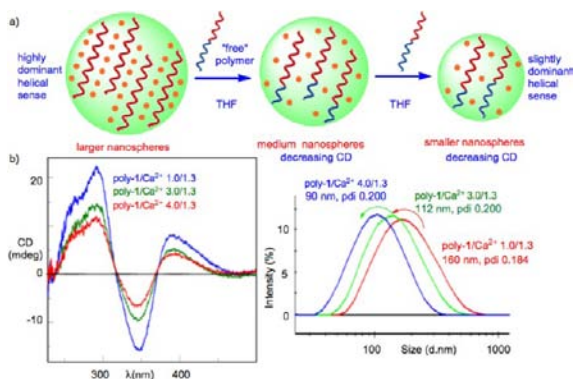 a)
highly
dominant
helical
sense
"free"
polymer
THF
THF
slightly
dominant
helical
sense
larger nanospheres
medium nanospheres
decreasing CD
smaller nanospheres
decreasing CD
b)
20
CD
(mdeg)
0
-10
poly-1/Ca²⁺ 1.0/1.3
poly-1/Ca²⁺ 3.0/1.3
poly-1/Ca²⁺ 4.0/1.3
300 λ(nm) 400
poly-1/Ca²⁺ 4.0/1.3
90 nm, pdi 0.200
poly-1/Ca²⁺ 3.0/1.3
112 nm, pdi 0.200
poly-1/Ca²⁺ 1.0/1.3
160 nm, pdi 0.184
Intensity (%)
10
5
0
100 Size (d.nm) 1000